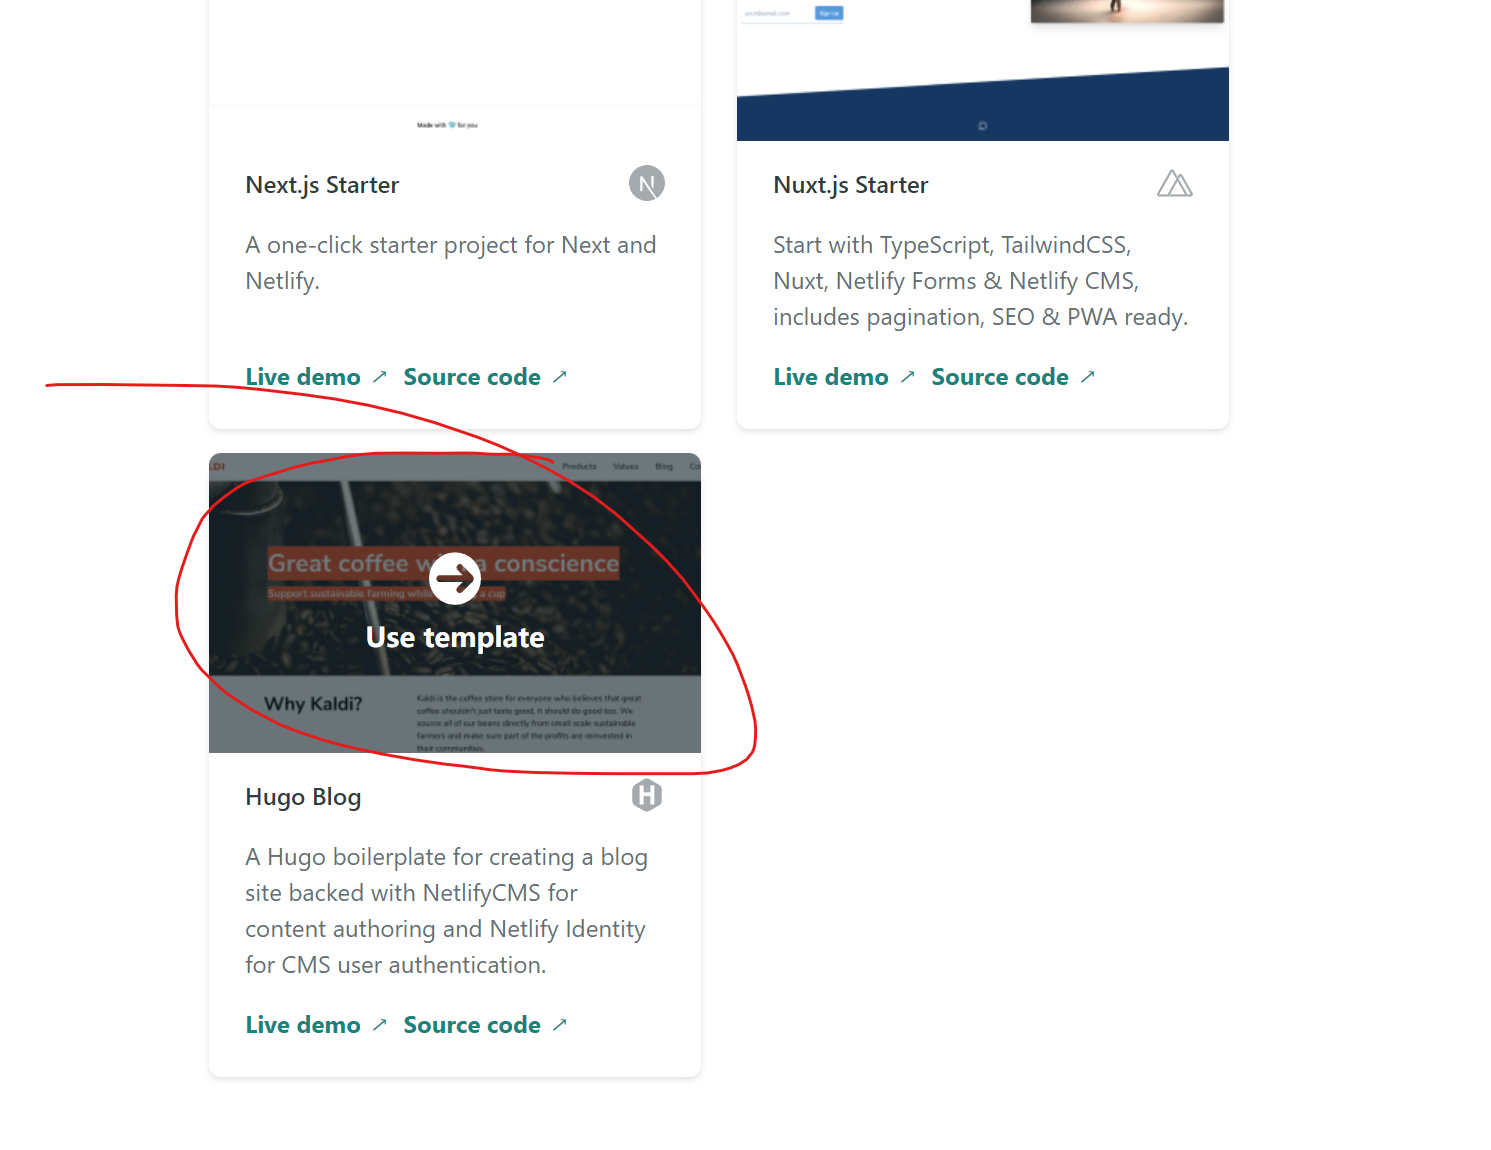 your@email.com
Sign Up
Made with for you
Next.js Starter
N
A one-click starter project for Next and
Netlify.
Live demo ↗ Source code ↗
Nuxt.js Starter
Start with TypeScript, TailwindCSS,
Nuxt, Netlify Forms & Netlify CMS,
includes pagination, SEO & PWA ready.
Live demo ↗ Source code ↗
LDI
Products Values Blog Co
Great coffee w a conscience
Support sustainable farming while a cup
Use template
Why Kaldi?
Kaldi is the coffee store for everyone who believes that great
coffee shouldn't just taste good, it should do good too. We
source all of our beans directly from small scale sustainable
farmers and make sure part of the profits are reinvested in
their communities.
Hugo Blog
H
A Hugo boilerplate for creating a blog
site backed with NetlifyCMS for
content authoring and Netlify Identity
for CMS user authentication.
Live demo ↗ Source code ↗